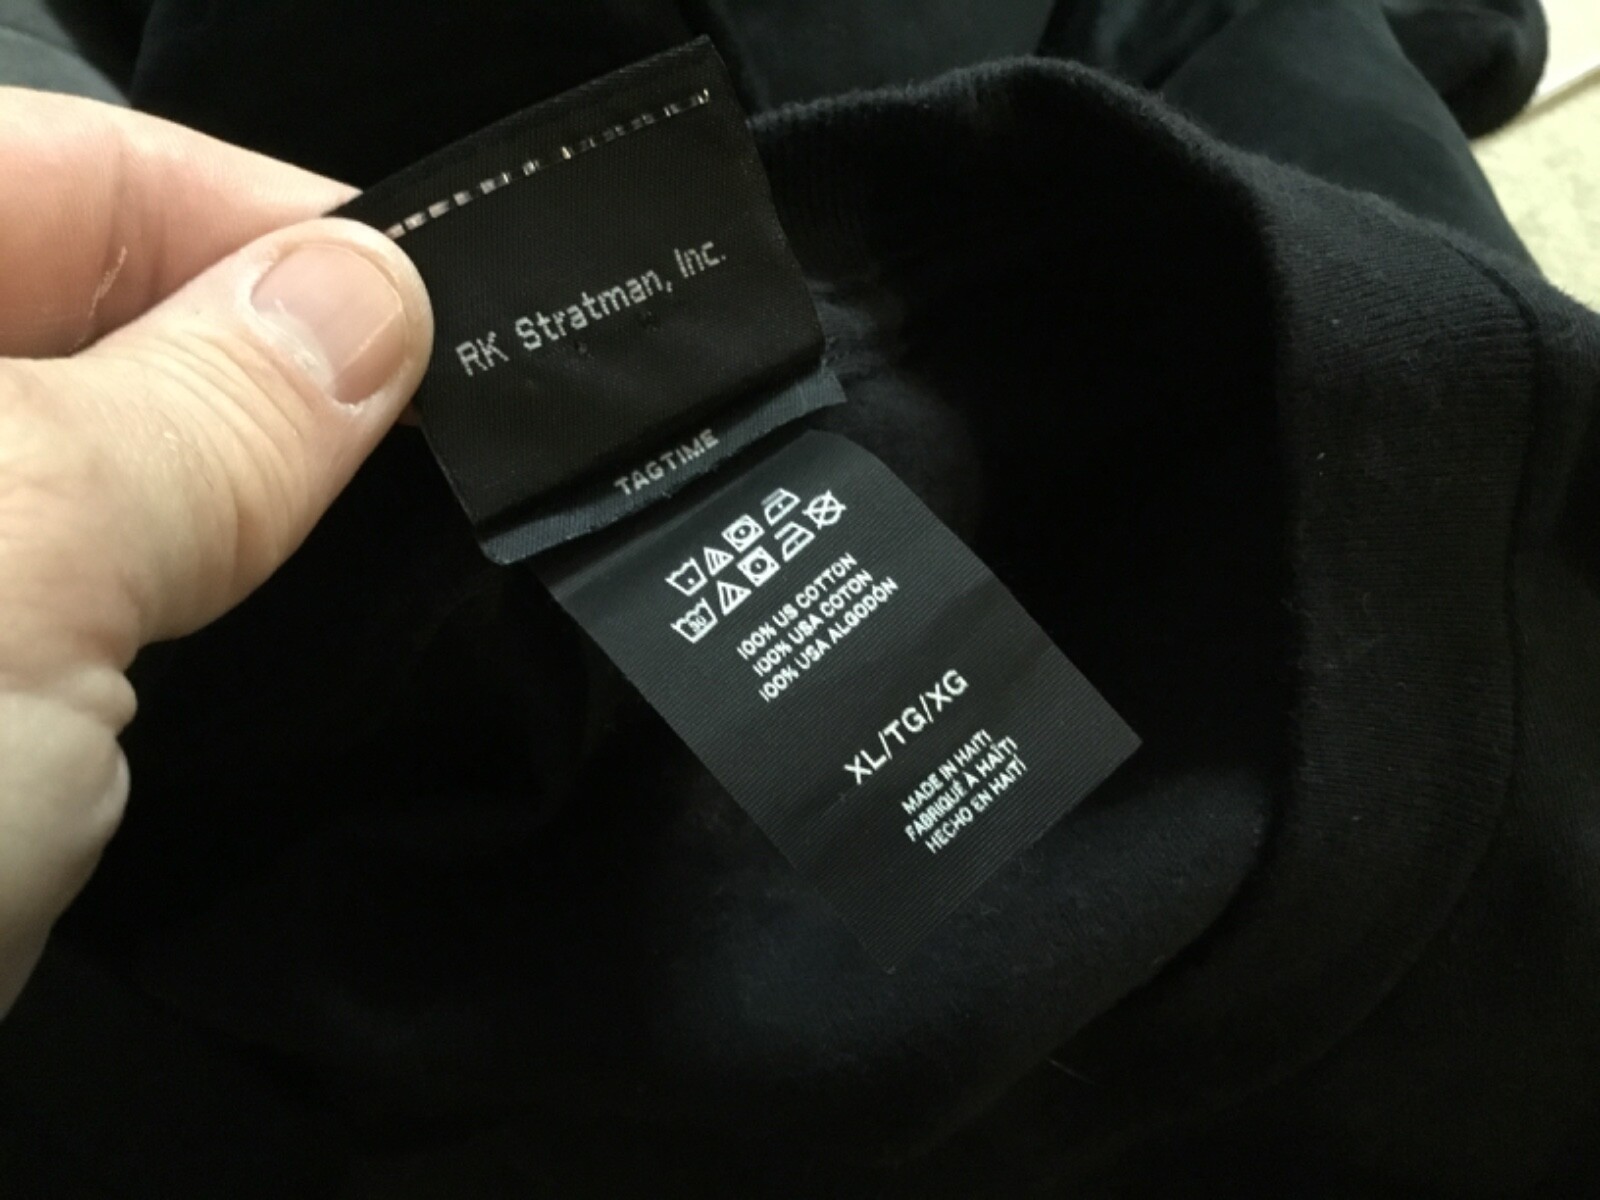 RK Stratman, Inc.
TAGTIME
30
100% US COTTON
100% USA COTON
100% USA ALGODÓN
XL/TG/XG
MADE IN HAITI
FABRIQUÉ À HAÏTI
HECHO EN HAITÍ